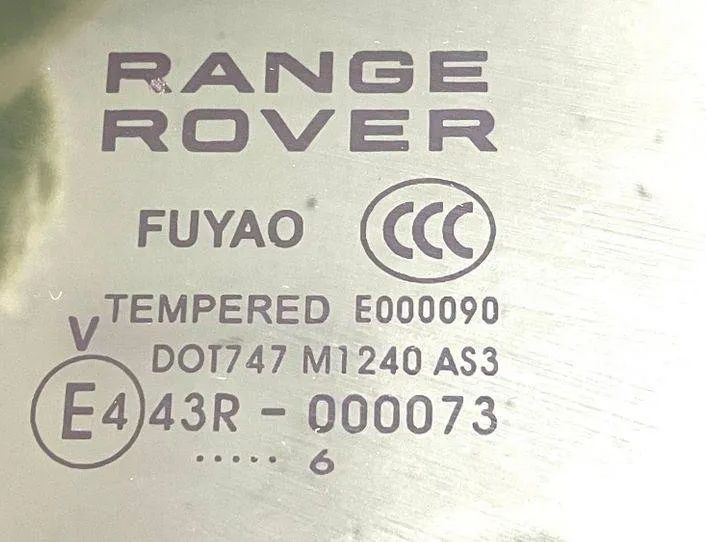 RANGE
ROVER
FUYAO CCC
TEMPERED E000090
V
DOT747 M1240 AS3
E4 43R - 000073
····· 6